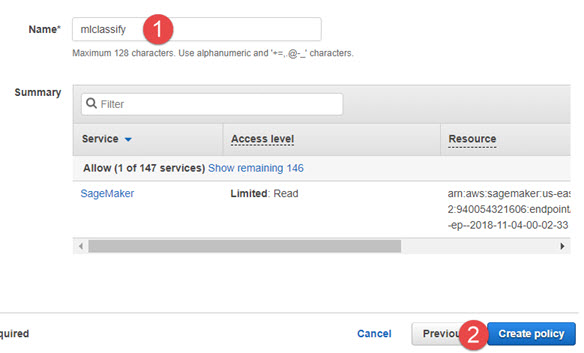 Name* mlclassify 1
Maximum 128 characters. Use alphanumeric and '+=,.@-_' characters.
Summary
Filter
Service Access level Resource
Allow (1 of 147 services) Show remaining 146
SageMaker Limited: Read arn:aws:sagemaker:us-eas
2:940054321606:endpoint/
-ep--2018-11-04-00-02-33
quired Cancel Previou 2 Create policy